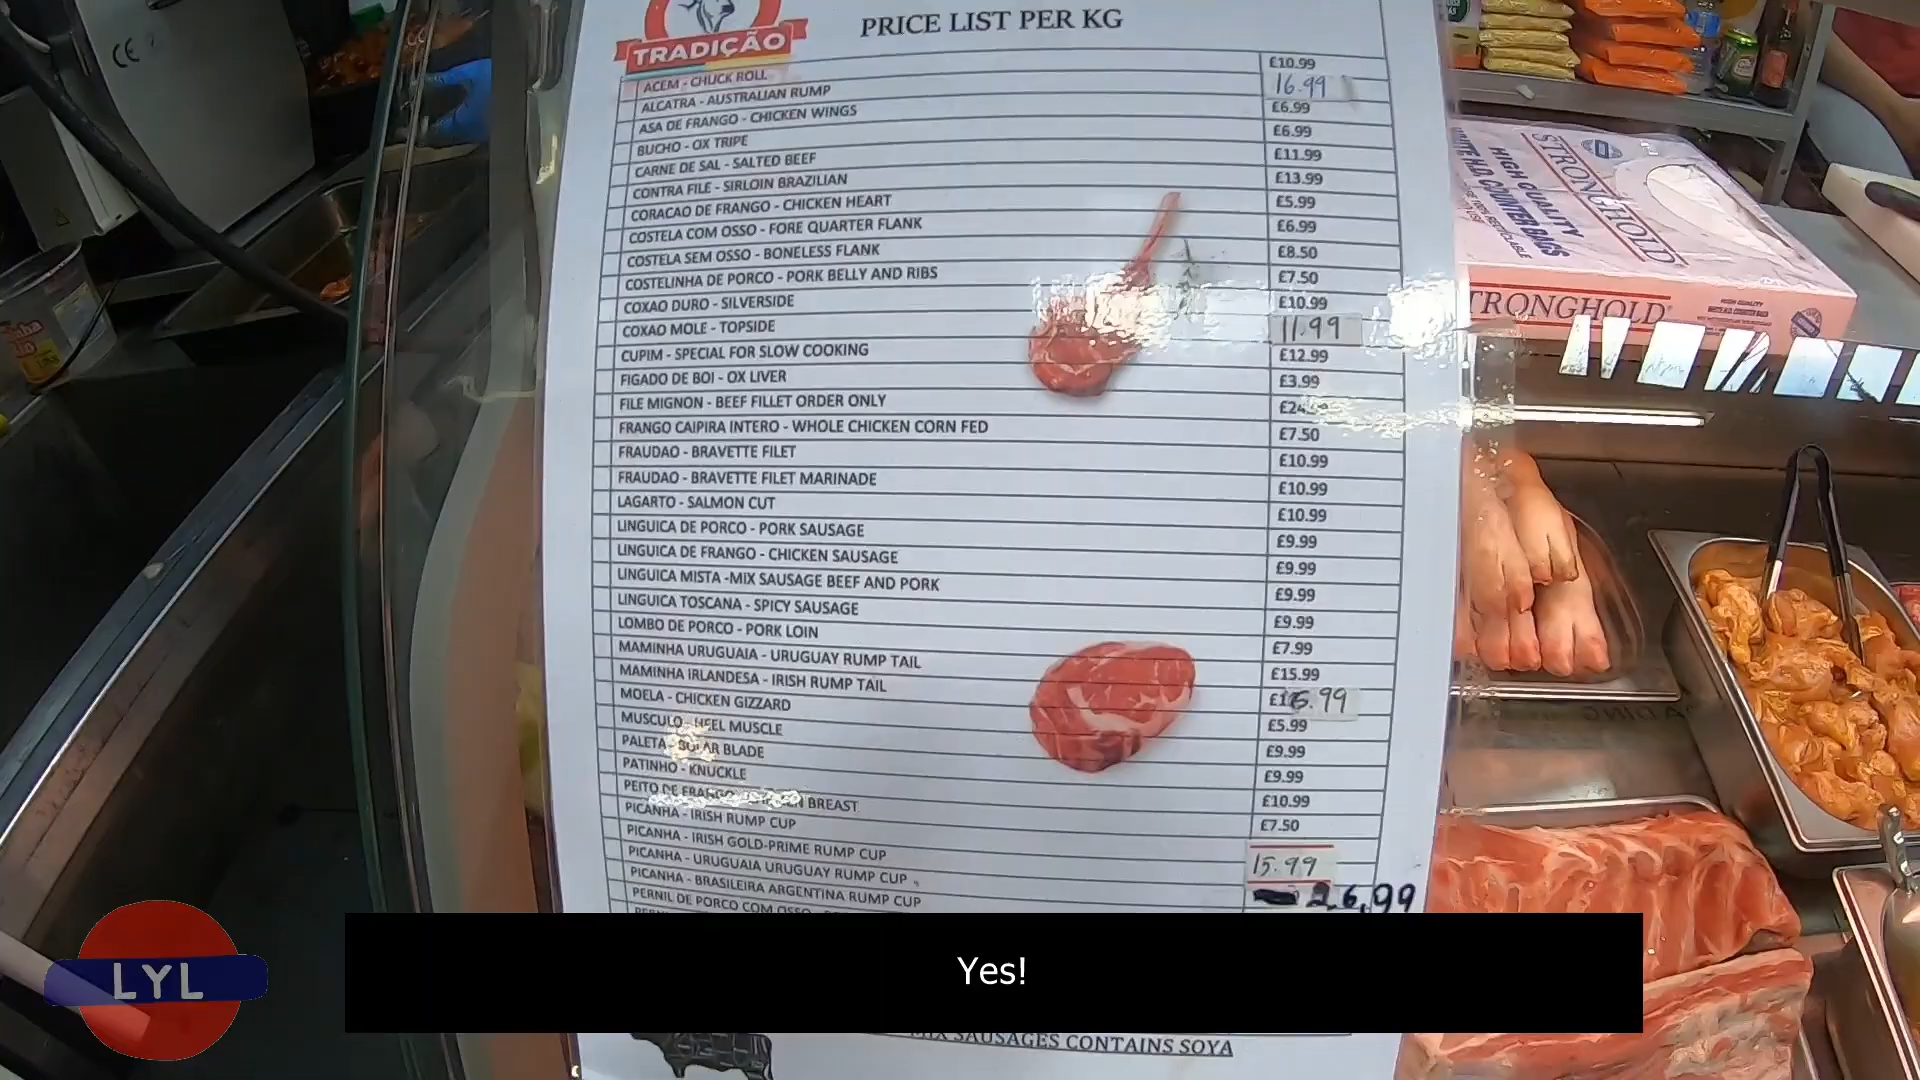 CE
TRADIÇÃO
PRICE LIST PER KG
ACEM - CHUCK ROLL £10.99
ALCATRA - AUSTRALIAN RUMP 16.99
ASA DE FRANGO - CHICKEN WINGS £6.99
BUCHO - OX TRIPE £6.99
CARNE DE SAL - SALTED BEEF £11.99
CONTRA FILE - SIRLOIN BRAZILIAN £13.99
CORACAO DE FRANGO - CHICKEN HEART £5.99
COSTELA COM OSSO - FORE QUARTER FLANK £6.99
COSTELA SEM OSSO - BONELESS FLANK £8.50
COSTELINHA DE PORCO - PORK BELLY AND RIBS £7.50
COXAO DURO - SILVERSIDE £10.99
COXAO MOLE - TOPSIDE 11.99
CUPIM - SPECIAL FOR SLOW COOKING £12.99
FIGADO DE BOI - OX LIVER £3.99
FILE MIGNON - BEEF FILLET ORDER ONLY
FRANGO CAIPIRA INTERO - WHOLE CHICKEN CORN FED £7.50
FRAUDAO - BRAVETTE FILET £10.99
FRAUDAO - BRAVETTE FILET MARINADE £10.99
LAGARTO - SALMON CUT £10.99
LINGUICA DE PORCO - PORK SAUSAGE £9.99
LINGUICA DE FRANGO - CHICKEN SAUSAGE £9.99
LINGUICA MISTA -MIX SAUSAGE BEEF AND PORK £9.99
LINGUICA TOSCANA - SPICY SAUSAGE £9.99
LOMBO DE PORCO - PORK LOIN £7.99
MAMINHA URUGUAIA - URUGUAY RUMP TAIL £15.99
MAMINHA IRLANDESA - IRISH RUMP TAIL
MOELA - CHICKEN GIZZARD £5.99
MUSCULO - HEEL MUSCLE £9.99
PALETA - BLADE £9.99
PATINHO - KNUCKLE £10.99
PEITO DE FRANGO BREAST £7.50
PICANHA - IRISH RUMP CUP 15.99
PICANHA - IRISH GOLD-PRIME RUMP CUP 26,99
PICANHA - URUGUAIA URUGUAY RUMP CUP
PICANHA - BRASILEIRA ARGENTINA RUMP CUP
PERNIL DE PORCO COM OSSO
MIX SAUSAGES CONTAINS SOYA
STRONGHOLD
HIGH QUALITY
WHITE H.D. COUNTER BAGS
TRONGHOLD
LYL
Yes!